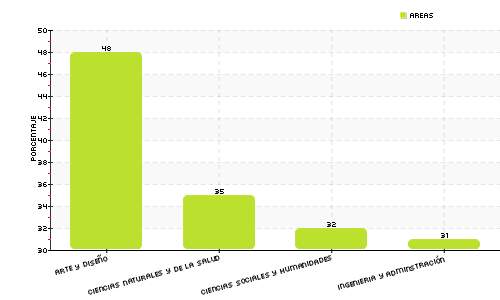 AREAS
PORCENTAJE
50
48
46
44
42
40
38
36
34
32
30
48
35
32
31
ARTE Y DISEÑO
CIENCIAS NATURALES Y DE LA SALUD
CIENCIAS SOCIALES Y HUMANIDADES
INGENIERIA Y ADMINSTRACIÓN